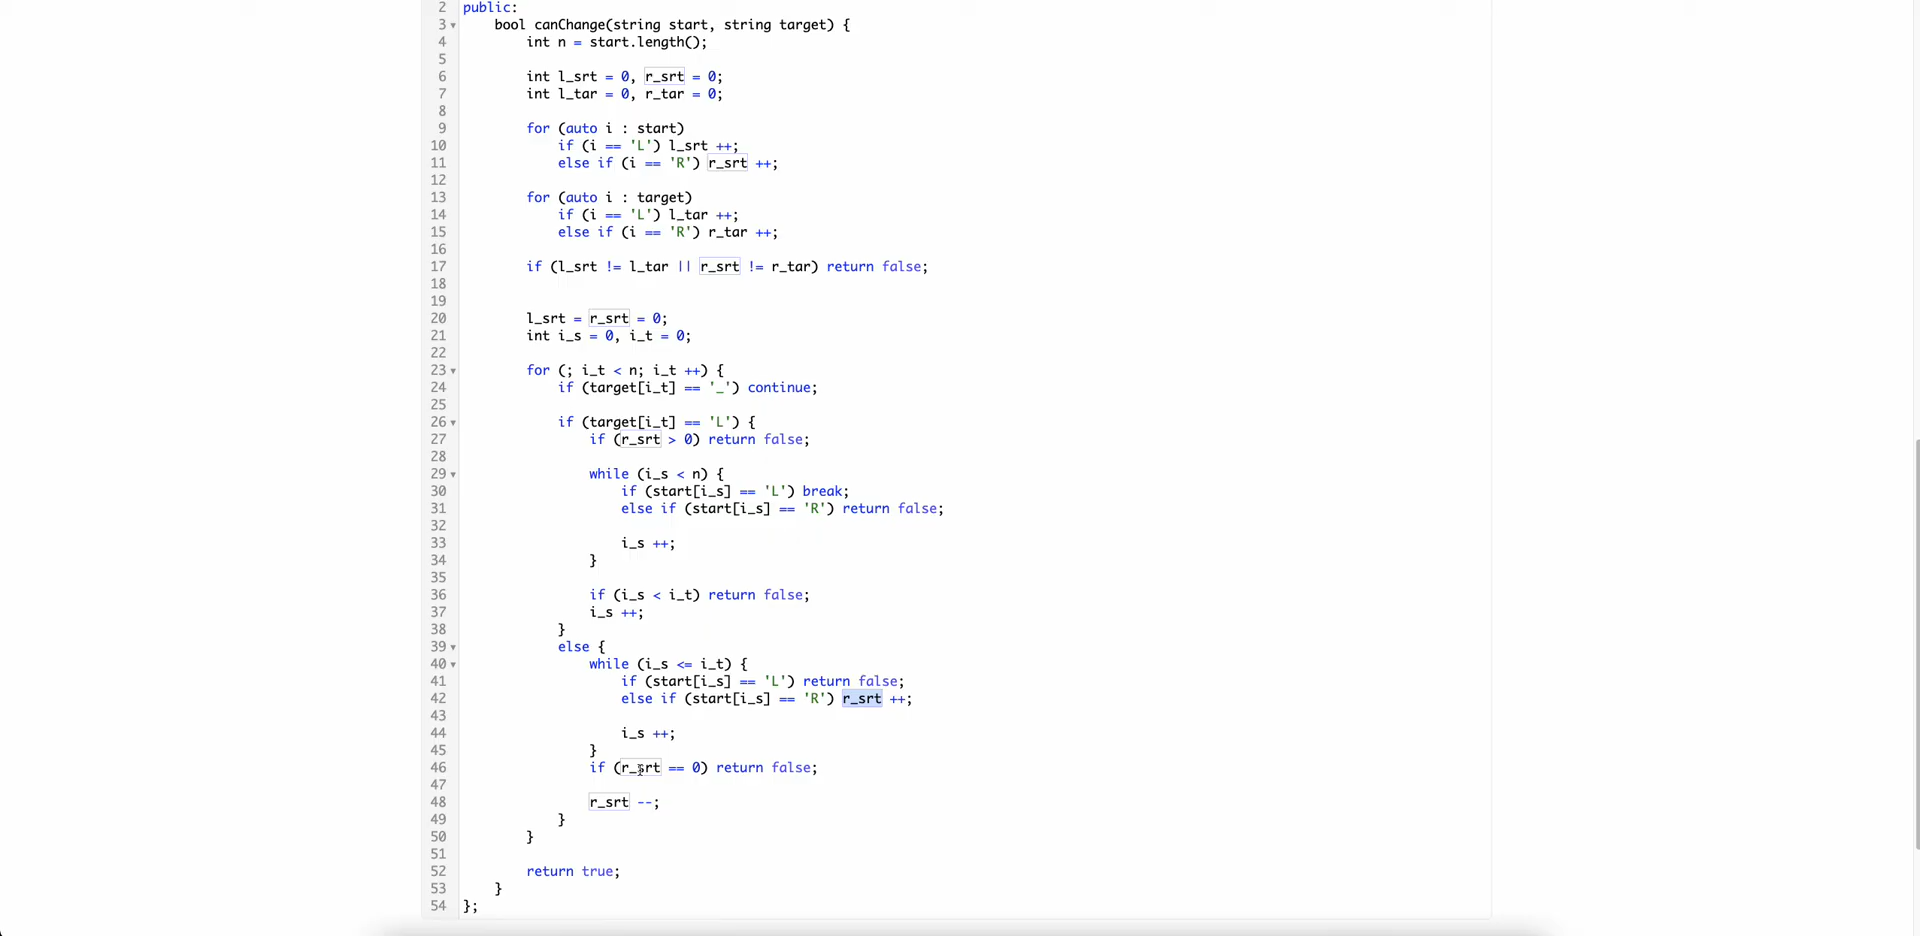 2 public:
3 bool canChange(string start, string target) {
4 int n = start.length();
5
6 int l_srt = 0, r_srt = 0;
7 int l_tar = 0, r_tar = 0;
8
9 for (auto i : start)
10 if (i == 'L') l_srt ++;
11 else if (i == 'R') r_srt ++;
12
13 for (auto i : target)
14 if (i == 'L') l_tar ++;
15 else if (i == 'R') r_tar ++;
16
17 if (l_srt != l_tar || r_srt != r_tar) return false;
18
19
20 l_srt = r_srt = 0;
21 int i_s = 0, i_t = 0;
22
23 for (; i_t < n; i_t ++) {
24 if (target[i_t] == '_') continue;
25
26 if (target[i_t] == 'L') {
27 if (r_srt > 0) return false;
28
29 while (i_s < n) {
30 if (start[i_s] == 'L') break;
31 else if (start[i_s] == 'R') return false;
32
33 i_s ++;
34 }
35
36 if (i_s < i_t) return false;
37 i_s ++;
38 }
39 else {
40 while (i_s <= i_t) {
41 if (start[i_s] == 'L') return false;
42 else if (start[i_s] == 'R') r_srt ++;
43
44 i_s ++;
45 }
46 if (r_srt == 0) return false;
47
48 r_srt --;
49 }
50 }
51
52 return true;
53 }
54 };